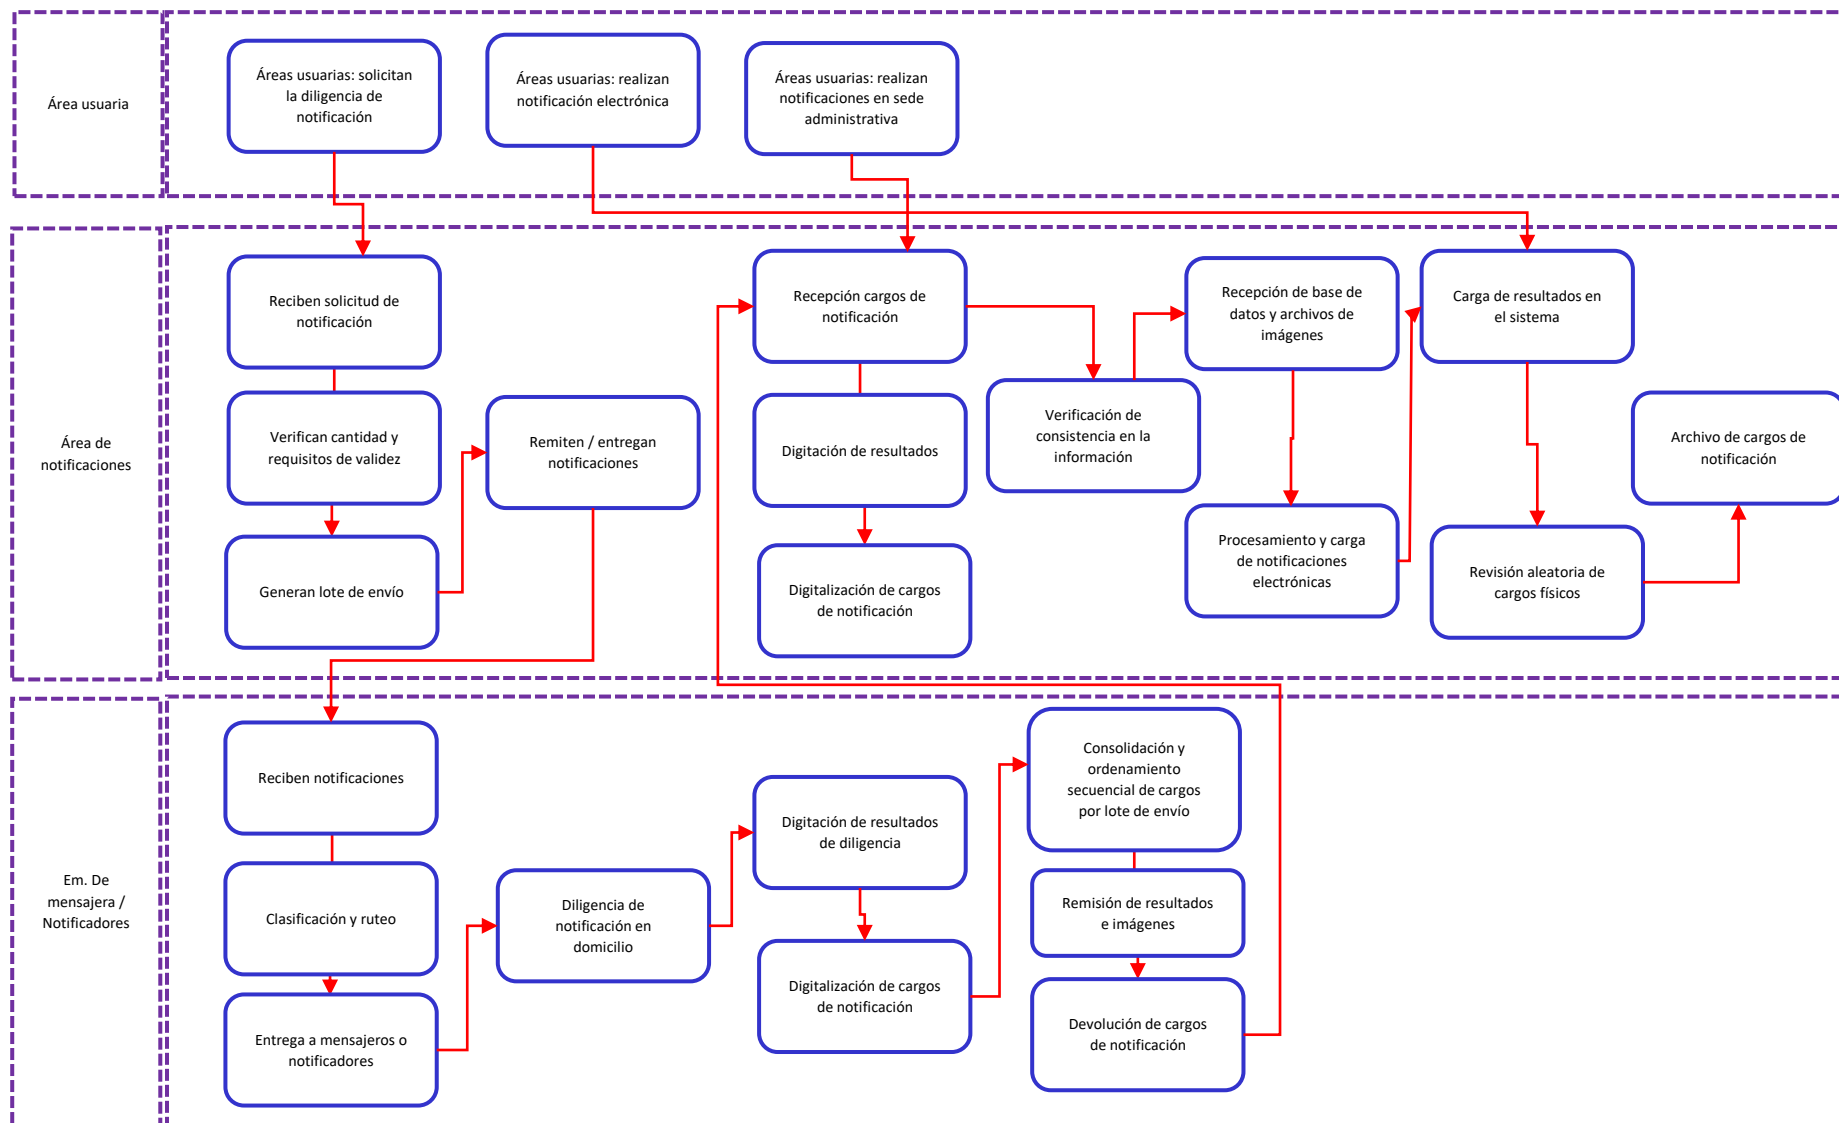 Área usuaria
Áreas usuarias: solicitan
la diligencia de
notificación
Áreas usuarias: realizan
notificación electrónica
Áreas usuarias: realizan
notificaciones en sede
administrativa
Área de
notificaciones
Reciben solicitud de
notificación
Verifican cantidad y
requisitos de validez
Generan lote de envío
Remiten / entregan
notificaciones
Recepción cargos de
notificación
Digitación de resultados
Digitalización de cargos
de notificación
Verificación de
consistencia en la
información
Recepción de base de
datos y archivos de
imágenes
Procesamiento y carga
de notificaciones
electrónicas
Carga de resultados en
el sistema
Revisión aleatoria de
cargos físicos
Archivo de cargos de
notificación
Em. De
mensajera /
Notificadores
Reciben notificaciones
Clasificación y ruteo
Entrega a mensajeros o
notificadores
Diligencia de
notificación en
domicilio
Digitación de resultados
de diligencia
Digitalización de cargos
de notificación
Consolidación y
ordenamiento
secuencial de cargos
por lote de envío
Remisión de resultados
e imágenes
Devolución de cargos
de notificación